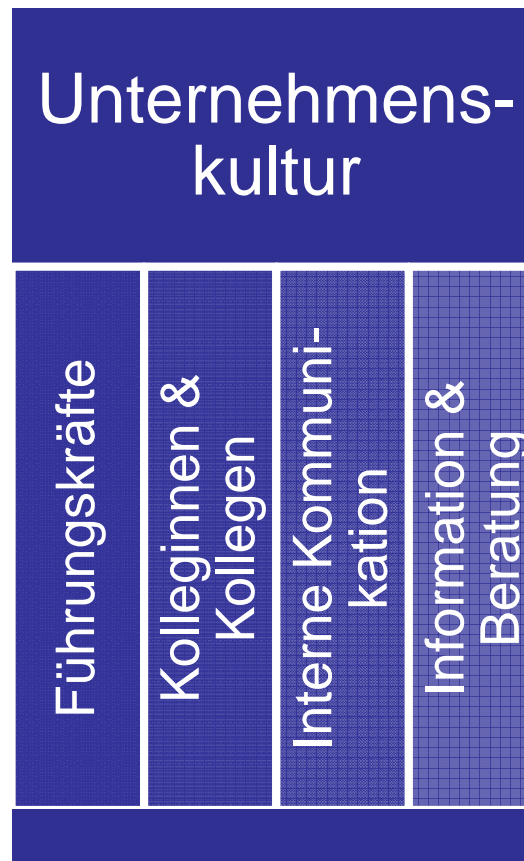 Unternehmens-
kultur
Führungskräfte
Kolleginnen &
Kollegen
Interne Kommuni-
kation
Information &
Beratung